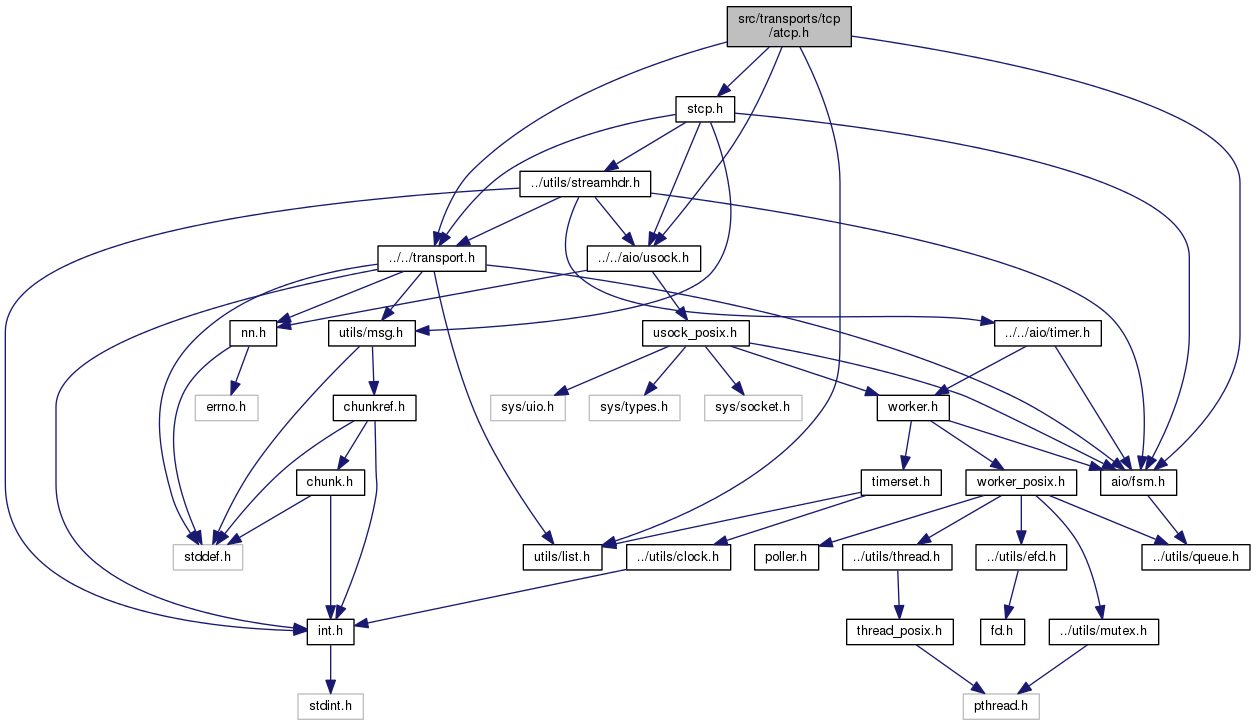 src/transports/tcp
/atcp.h
stcp.h
../utils/streamhdr.h
../../transport.h
../../aio/usock.h
nn.h
utils/msg.h
usock_posix.h
../../aio/timer.h
errno.h
chunkref.h
sys/uio.h
sys/types.h
sys/socket.h
worker.h
chunk.h
timerset.h
worker_posix.h
aio/fsm.h
stddef.h
utils/list.h
../utils/clock.h
poller.h
../utils/thread.h
../utils/efd.h
../utils/queue.h
int.h
thread_posix.h
fd.h
../utils/mutex.h
stdint.h
pthread.h